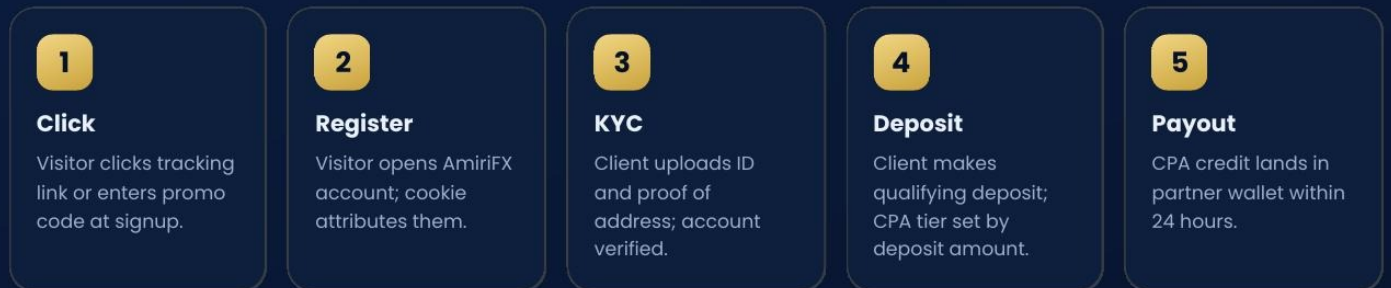 1
Click
Visitor clicks tracking
link or enters promo
code at signup.
2
Register
Visitor opens AmiriFX
account; cookie
attributes them.
3
KYC
Client uploads ID
and proof of
address; account
verified.
4
Deposit
Client makes
qualifying deposit;
CPA tier set by
deposit amount.
5
Payout
CPA credit lands in
partner wallet within
24 hours.